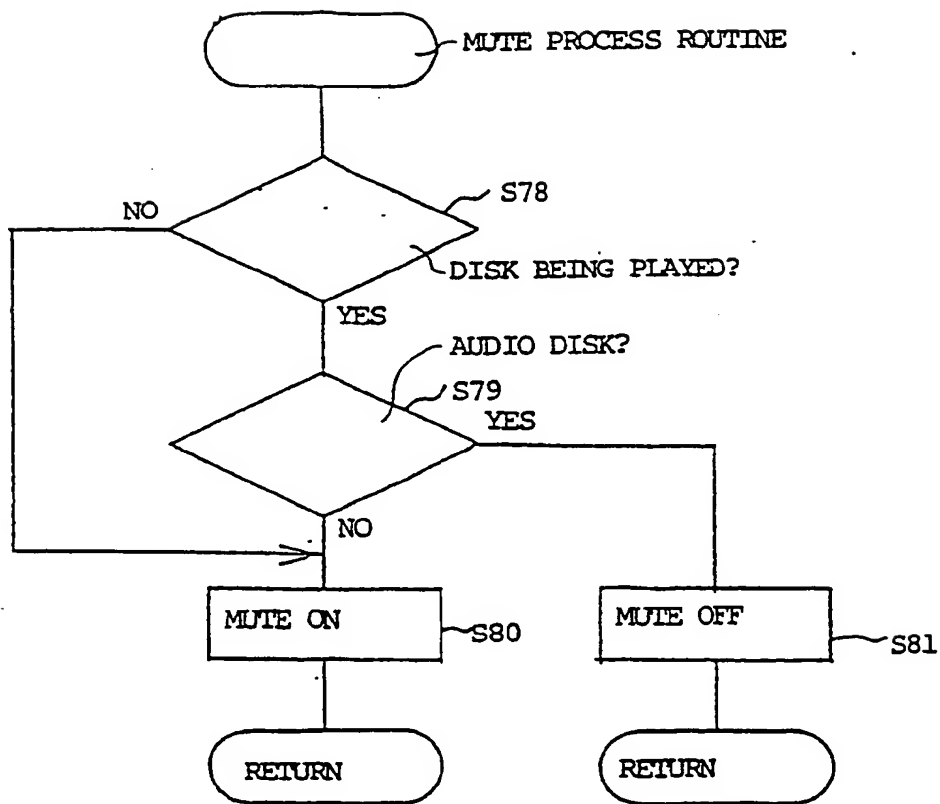 MUTE PROCESS ROUTINE
S78
NO
DISK BEING PLAYED?
YES
AUDIO DISK?
S79
YES
NO
MUTE ON
S80
MUTE OFF
S81
RETURN
RETURN